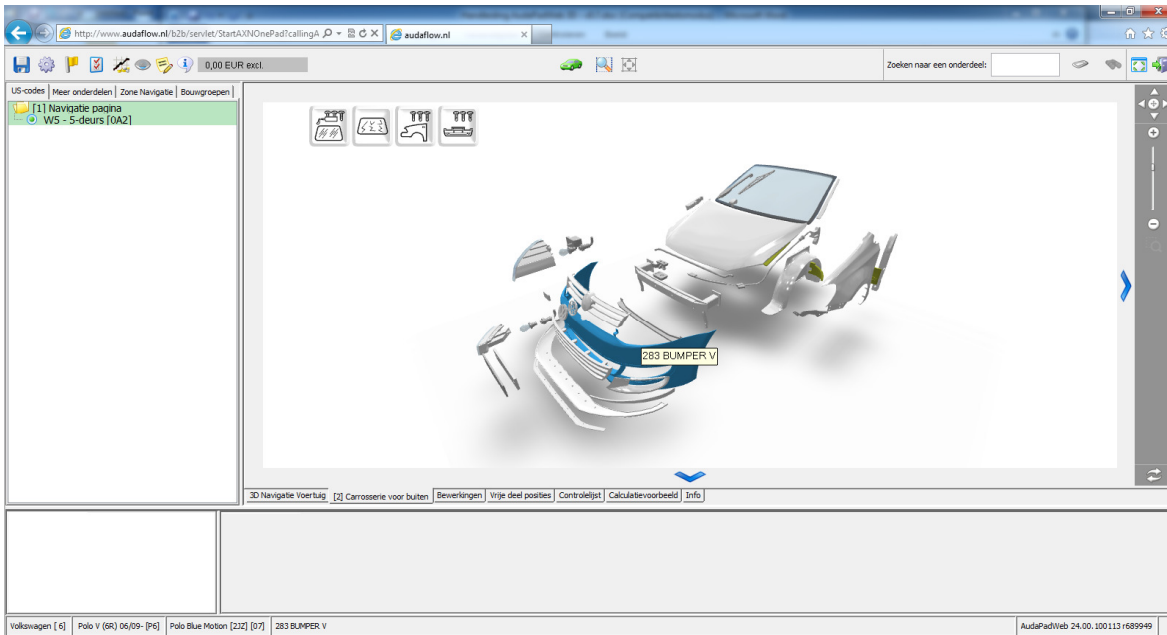 http://www.audaflow.nl/b2b/servlet/StartAXNOnePad?callingA
audaflow.nl
0,00 EUR excl.
Zoeken naar een onderdeel:
US-codes Meer onderdelen Zone Navigatie Bouwgroepen
[1] Navigatie pagina
W5 - 5-deurs [0A2]
283 BUMPER V
3D Navigatie Voertuig [2] Carrosserie voor buiten Bewerkingen Vrije deel posities Controlelijst Calculatievoorbeeld Info
Volkswagen [ 6] Polo V (6R) 06/09- [P6] Polo Blue Motion [2JZ] [07] 283 BUMPER V AudaPadWeb 24.00.100113 r689949